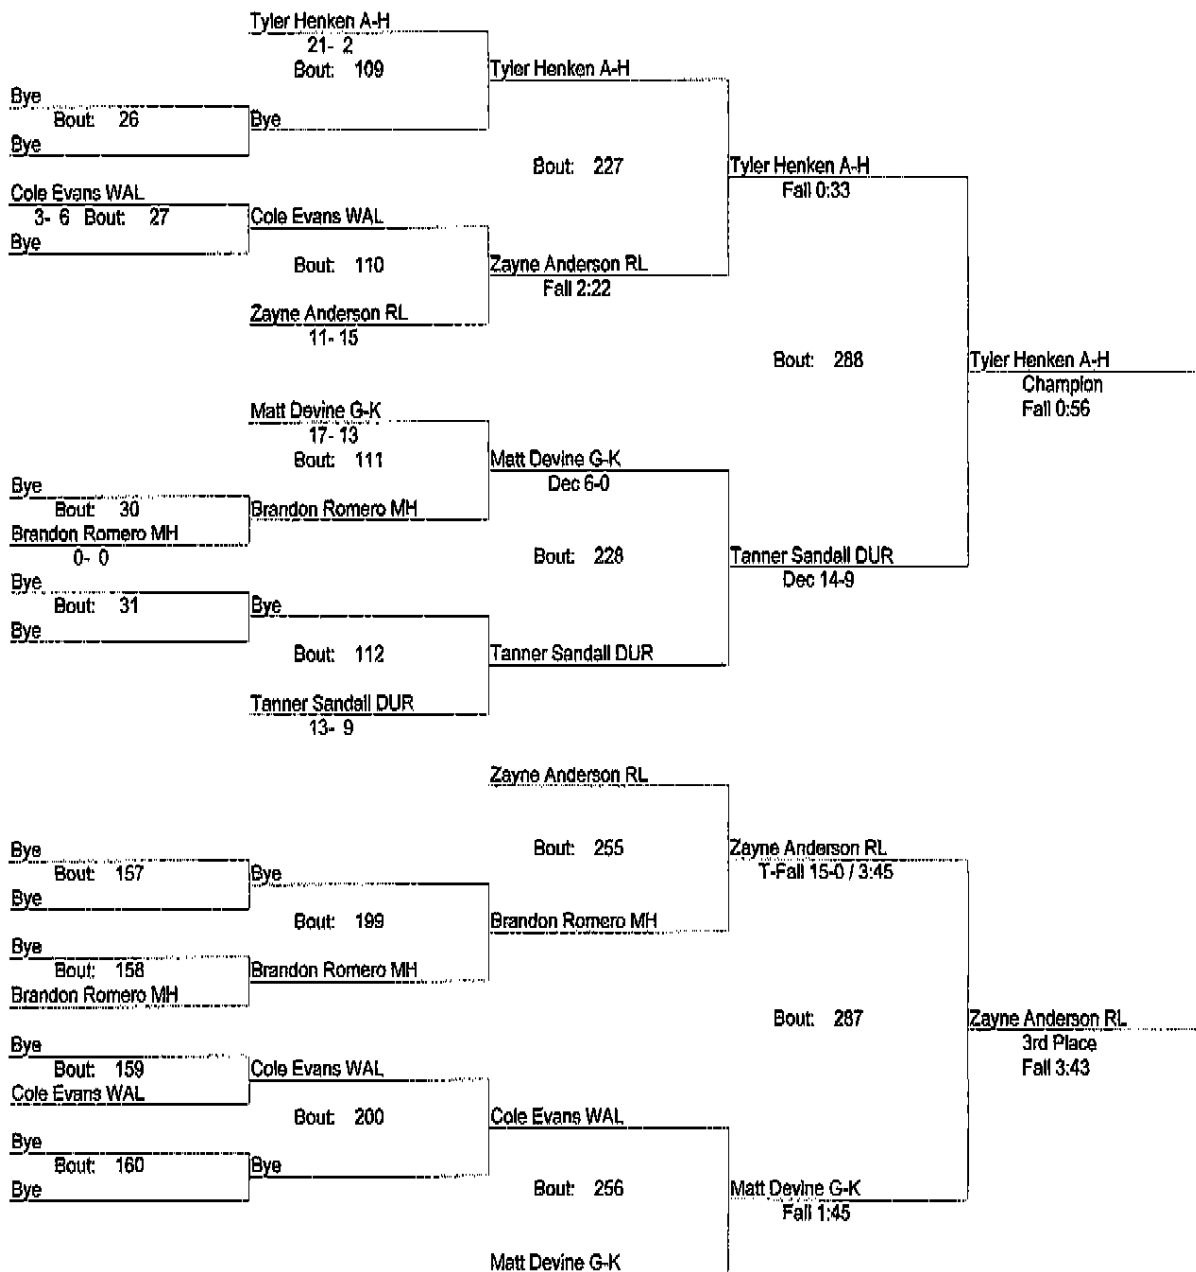 Tyler Henken A-H
21- 2
Bout: 109
Tyler Henken A-H
Bye
Bout: 26
Bye
Bye
Bout: 227
Tyler Henken A-H
Fall 0:33
Cole Evans WAL
3- 6 Bout: 27
Cole Evans WAL
Bye
Bout: 110
Zayne Anderson RL
Fall 2:22
Zayne Anderson RL
11- 15
Bout: 288
Tyler Henken A-H
Champion
Fall 0:56
Matt Devine G-K
17- 13
Bout: 111
Matt Devine G-K
Dec 6-0
Bye
Bout: 30
Brandon Romero MH
Brandon Romero MH
0- 0
Bout: 228
Tanner Sandall DUR
Dec 14-9
Bye
Bout: 31
Bye
Bye
Bout: 112
Tanner Sandall DUR
Tanner Sandall DUR
13- 9
Zayne Anderson RL
Bout: 255
Zayne Anderson RL
T-Fall 15-0 / 3:45
Bye
Bout: 157
Bye
Bye
Bout: 199
Brandon Romero MH
Bye
Bout: 158
Brandon Romero MH
Brandon Romero MH
Bout: 287
Zayne Anderson RL
3rd Place
Fall 3:43
Bye
Bout: 159
Cole Evans WAL
Cole Evans WAL
Bout: 200
Cole Evans WAL
Bye
Bout: 160
Bye
Bye
Bout: 256
Matt Devine G-K
Fall 1:45
Matt Devine G-K